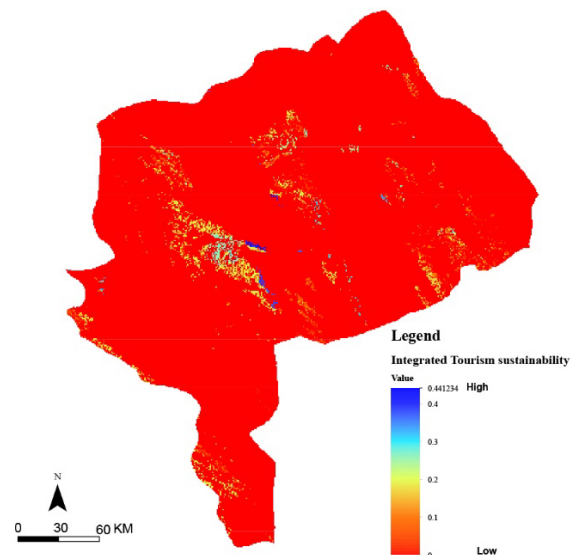 Legend
Integrated Tourism sustainability
Value
0.441234 High
0.4
0.3
0.2
0.1
0 Low
N
0 30 60 KM